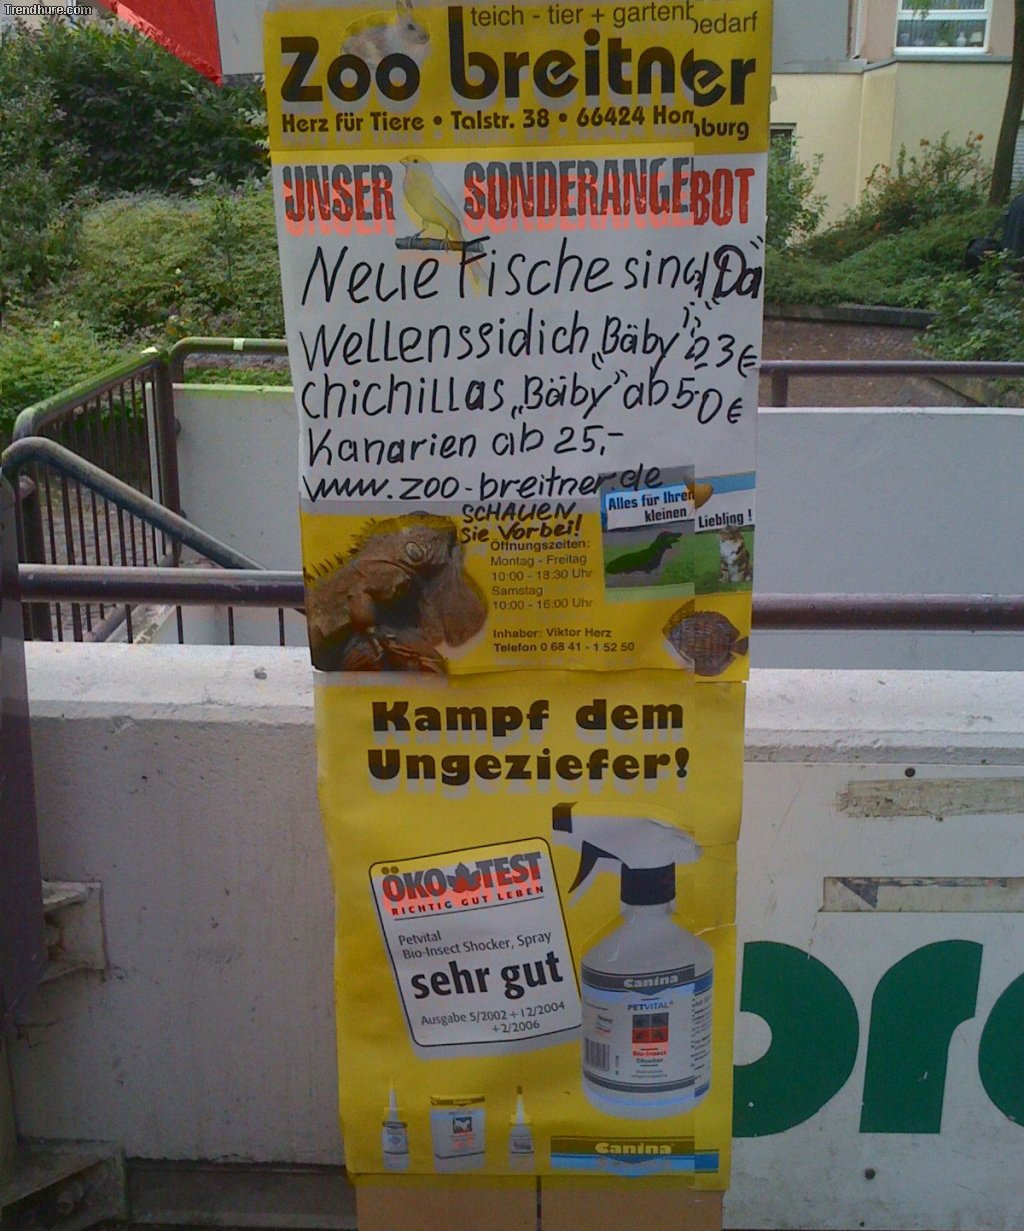 Trendhure.com
teich - tier + gartenbedarf
Zoo breitner
Herz für Tiere • Talstr. 38 • 66424 Homburg
UNSER SONDERANGEBOT
Neue Fische sind Da
Wellenssidich „Bäby" 23€
Chichillas „Bäby" ab 50€
Kanarien ab 25,-
www.zoo-breitner.de
SCHAUEN
Sie Vorbei!
Alles für Ihren
kleinen Liebling !
Öffnungszeiten:
Montag - Freitag
10:00 - 18:30 Uhr
Samstag
10:00 - 16:00 Uhr
Inhaber: Viktor Herz
Telefon 0 68 41 - 1 52 50
Kampf dem
Ungeziefer!
ÖKO TEST
RICHTIG GUT LEBEN
Petvital
Bio-Insect Shocker, Spray
sehr gut
Ausgabe 5/2002 + 12/2004
+2/2006
Canina
PETVITAL
Bio-Insect
Shocker
Canina